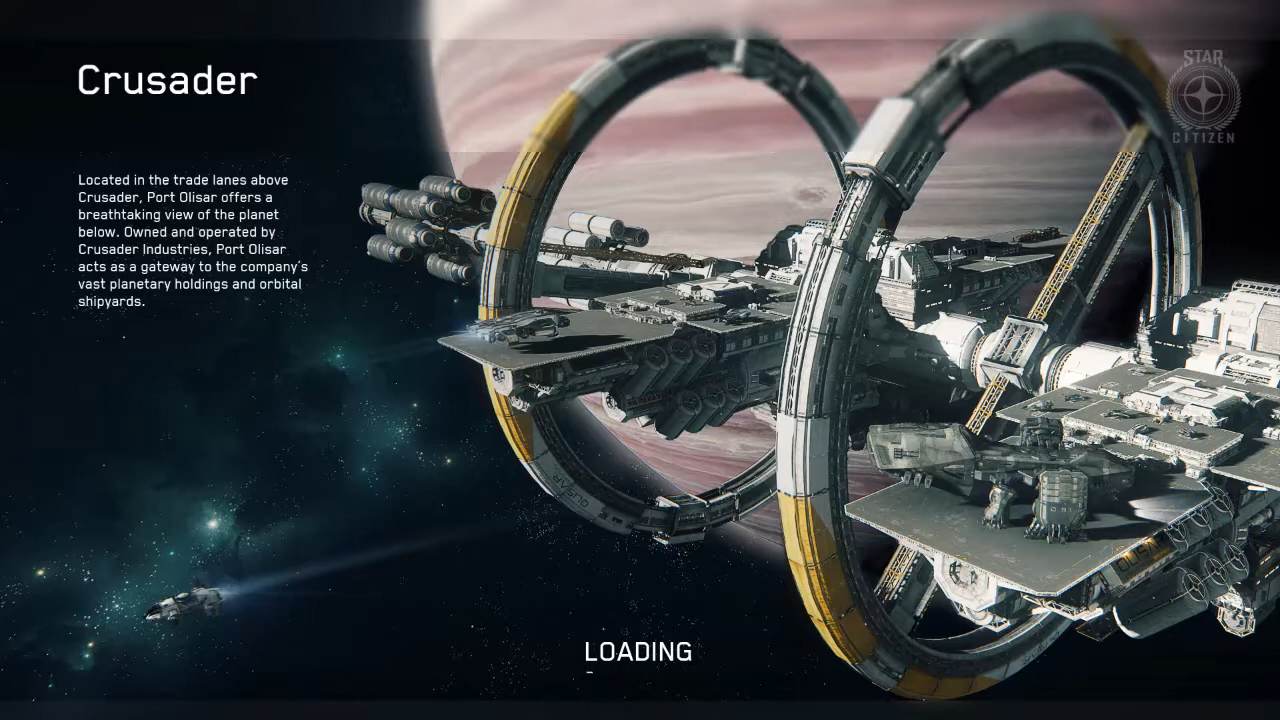 Crusader
STAR
CITIZEN
Located in the trade lanes above
Crusader, Port Olisar offers a
breathtaking view of the planet
below. Owned and operated by
Crusader Industries, Port Olisar
acts as a gateway to the company's
vast planetary holdings and orbital
shipyards.
OLISAR
OLISAR
LOADING